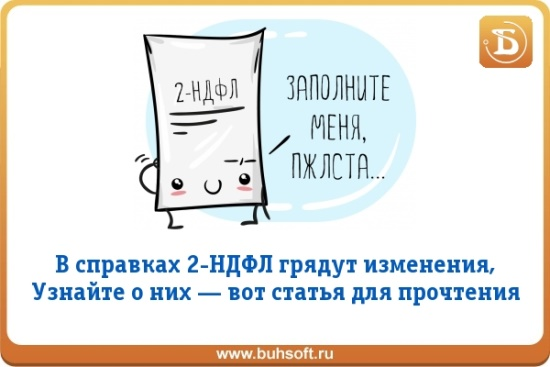 Б
2-НДФЛ
ЗАПОЛНИТЕ
МЕНЯ,
ПЖЛСТА...
В справках 2-НДФЛ грядут изменения,
Узнайте о них — вот статья для прочтения
www.buhsoft.ru